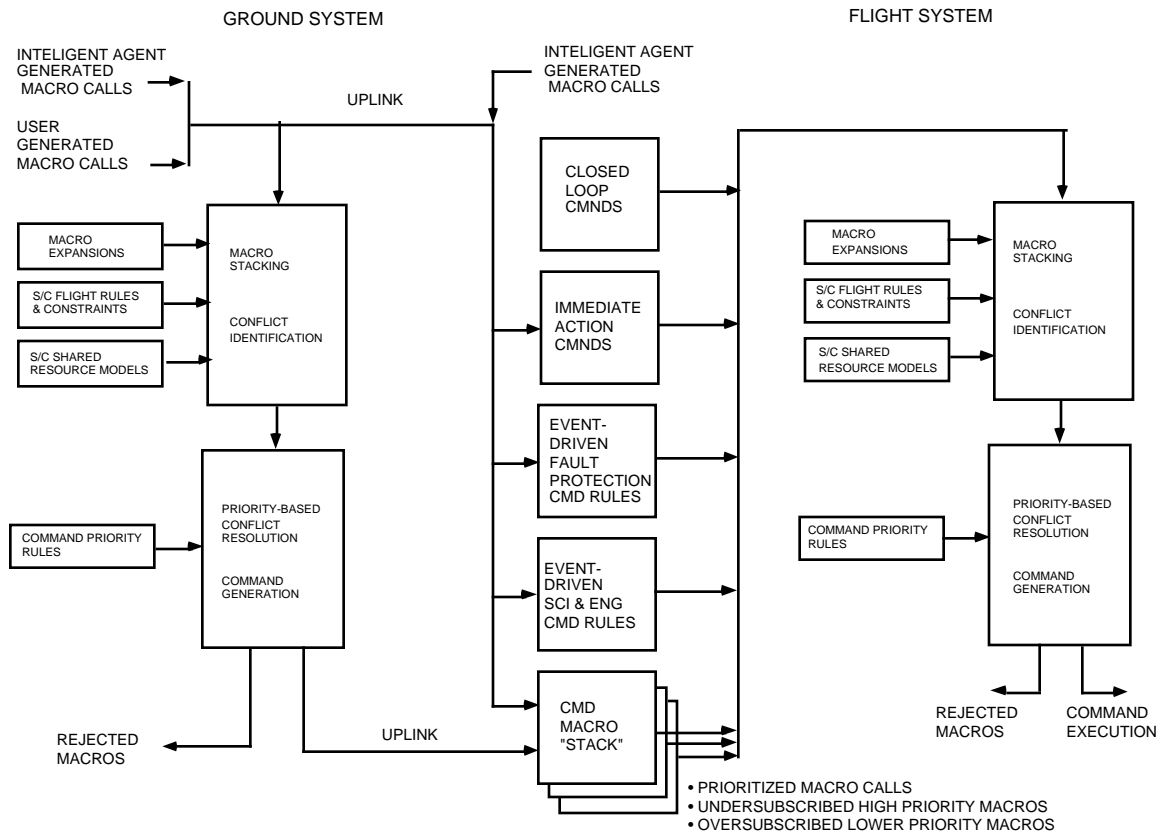 GROUND SYSTEM
FLIGHT SYSTEM
INTELIGENT AGENT
GENERATED
MACRO CALLS
USER
GENERATED
MACRO CALLS
UPLINK
INTELIGENT AGENT
GENERATED
MACRO CALLS
MACRO
EXPANSIONS
S/C FLIGHT RULES
& CONSTRAINTS
S/C SHARED
RESOURCE MODELS
MACRO
STACKING
CONFLICT
IDENTIFICATION
COMMAND PRIORITY
RULES
PRIORITY-BASED
CONFLICT
RESOLUTION
COMMAND
GENERATION
REJECTED
MACROS
UPLINK
CLOSED
LOOP
CMNDS
IMMEDIATE
ACTION
CMNDS
EVENT-
DRIVEN
FAULT
PROTECTION
CMD RULES
EVENT-
DRIVEN
SCI & ENG
CMD RULES
CMD
MACRO
"STACK"
• PRIORITIZED MACRO CALLS
• UNDERSUBSCRIBED HIGH PRIORITY MACROS
• OVERSUBSCRIBED LOWER PRIORITY MACROS
MACRO
EXPANSIONS
S/C FLIGHT RULES
& CONSTRAINTS
S/C SHARED
RESOURCE MODELS
MACRO
STACKING
CONFLICT
IDENTIFICATION
COMMAND PRIORITY
RULES
PRIORITY-BASED
CONFLICT
RESOLUTION
COMMAND
GENERATION
REJECTED
MACROS
COMMAND
EXECUTION